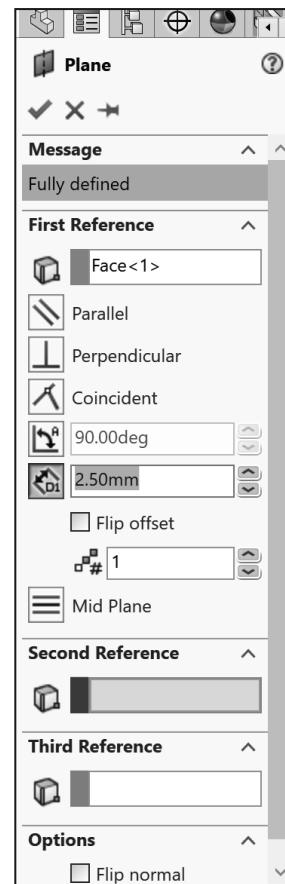 Plane
Message
Fully defined
First Reference
Face<1>
Parallel
Perpendicular
Coincident
90.00deg
D1
2.50mm
Flip offset
# 1
Mid Plane
Second Reference
Third Reference
Options
Flip normal